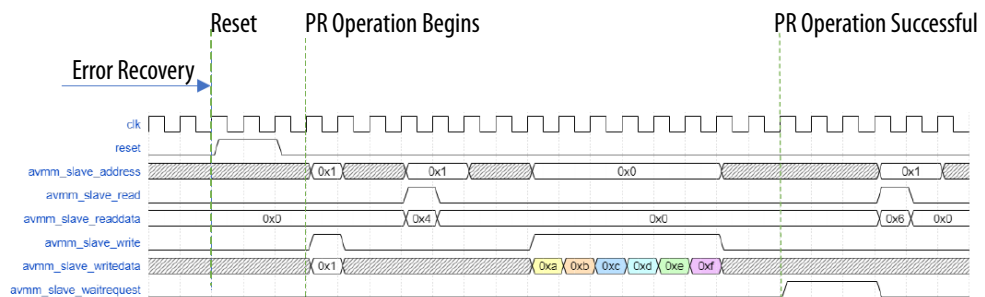 Reset PR Operation Begins PR Operation Successful
Error Recovery
clk
reset
avmm_slave_address 0x1 0x1 0x0 0x1
avmm_slave_read
avmm_slave_readdata 0x0 0x4 0x0 0x6 0x0
avmm_slave_write
avmm_slave_writedata 0x1 0xa 0xb 0xc 0xd 0xe 0xf
avmm_slave_waitrequest